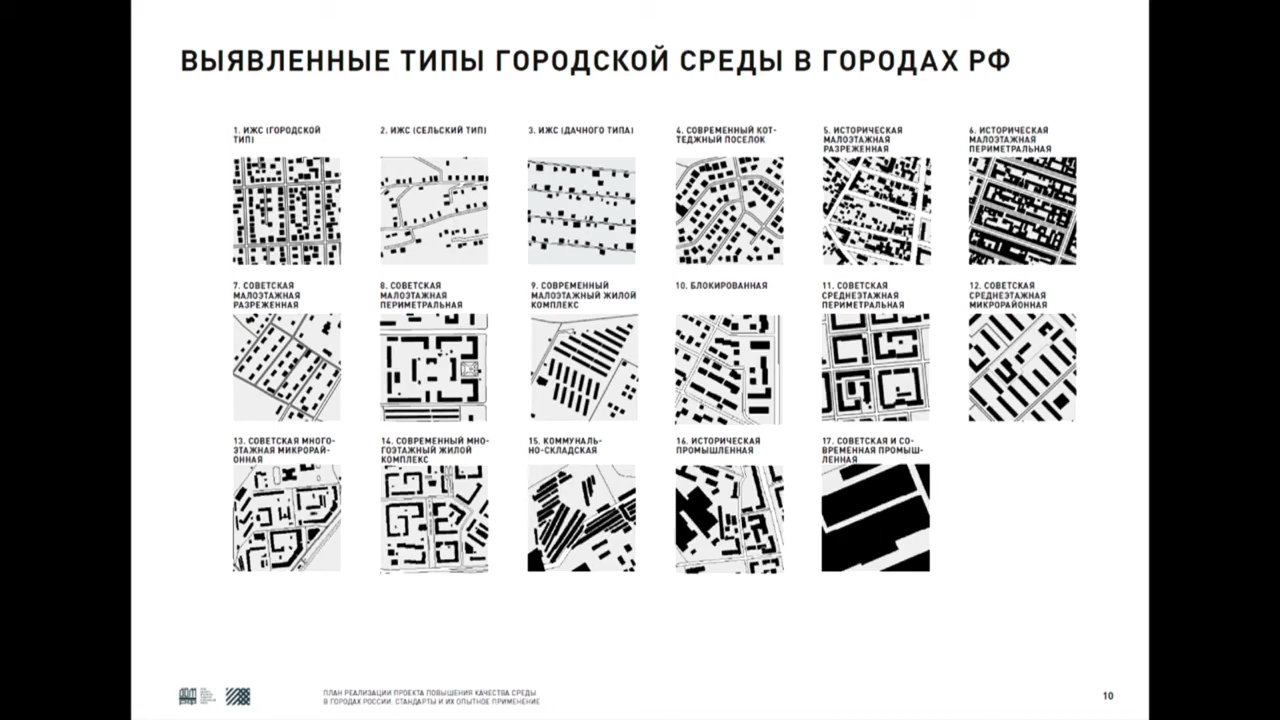 ВЫЯВЛЕННЫЕ ТИПЫ ГОРОДСКОЙ СРЕДЫ В ГОРОДАХ РФ
1. ИЖС (ГОРОДСКОЙ
ТИП)
2. ИЖС (СЕЛЬСКИЙ ТИП)
3. ИЖС (ДАЧНОГО ТИПА)
4. СОВРЕМЕННЫЙ КОТ-
ТЕДЖНЫЙ ПОСЕЛОК
5. ИСТОРИЧЕСКАЯ
МАЛОЭТАЖНАЯ
РАЗРЕЖЕННАЯ
6. ИСТОРИЧЕСКАЯ
МАЛОЭТАЖНАЯ
ПЕРИМЕТРАЛЬНАЯ
7. СОВЕТСКАЯ
МАЛОЭТАЖНАЯ
РАЗРЕЖЕННАЯ
8. СОВЕТСКАЯ
МАЛОЭТАЖНАЯ
ПЕРИМЕТРАЛЬНАЯ
9. СОВРЕМЕННЫЙ
МАЛОЭТАЖНЫЙ ЖИЛОЙ
КОМПЛЕКС
10. БЛОКИРОВАННАЯ
11. СОВЕТСКАЯ
СРЕДНЕЭТАЖНАЯ
ПЕРИМЕТРАЛЬНАЯ
12. СОВЕТСКАЯ
СРЕДНЕЭТАЖНАЯ
МИКРОРАЙОННАЯ
13. СОВЕТСКАЯ МНОГО-
ЭТАЖНАЯ МИКРОРАЙ-
ОННАЯ
14. СОВРЕМЕННЫЙ МНО-
ГОЭТАЖНЫЙ ЖИЛОЙ
КОМПЛЕКС
15. КОММУНАЛЬ-
НО-СКЛАДСКАЯ
16. ИСТОРИЧЕСКАЯ
ПРОМЫШЛЕННАЯ
17. СОВЕТСКАЯ И СО-
ВРЕМЕННАЯ ПРОМЫШ-
ЛЕННАЯ
ПЛАН РЕАЛИЗАЦИИ ПРОЕКТА ПОВЫШЕНИЯ КАЧЕСТВА СРЕДЫ
В ГОРОДАХ РОССИИ. СТАНДАРТЫ И ИХ ОПЫТНОЕ ПРИМЕНЕНИЕ
10